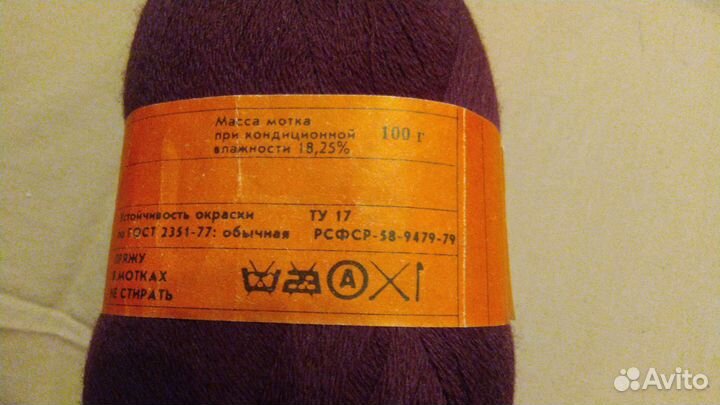 Масса мотка
при кондиционной 100 г
влажности 18,25%
Устойчивость окраски ТУ 17
по ГОСТ 2351-77: обычная РСФСР-58-9479-79
ПРЯЖУ
В МОТКАХ
НЕ СТИРАТЬ
А
Avito